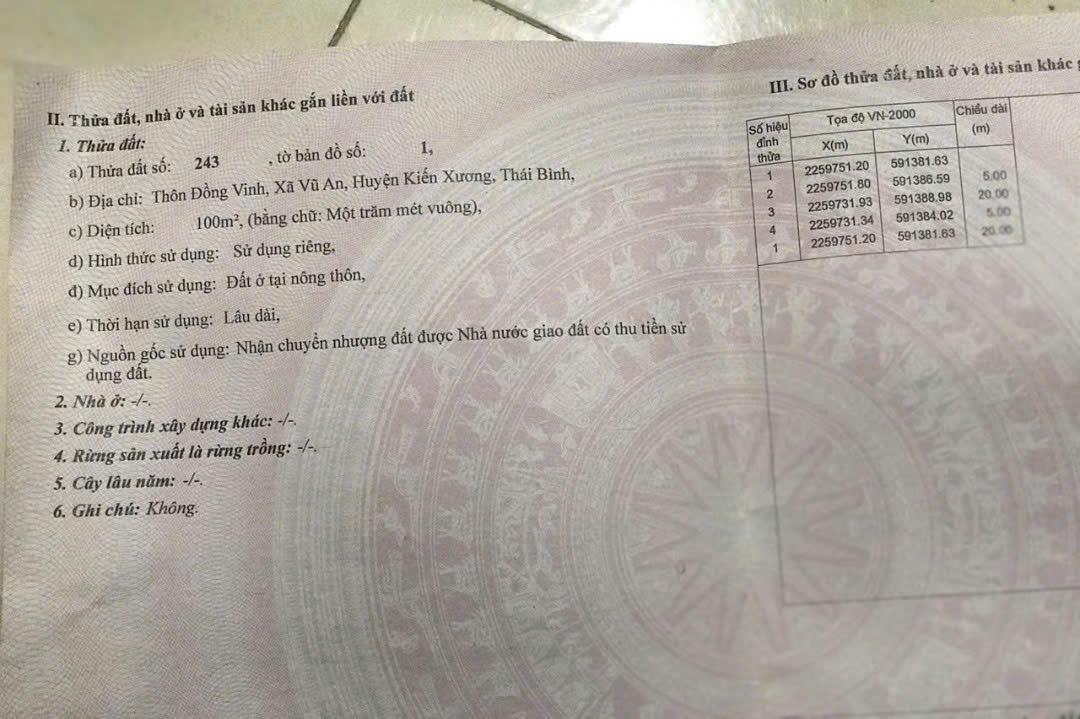 II. Thửa đất, nhà ở và tài sản khác gắn liền với đất
1. Thửa đất:
a) Thửa đất số: 243 , tờ bản đồ số: 1,
b) Địa chỉ: Thôn Đồng Vinh, Xã Vũ An, Huyện Kiến Xương, Thái Bình,
c) Diện tích: 100m², (bằng chữ: Một trăm mét vuông),
d) Hình thức sử dụng: Sử dụng riêng,
đ) Mục đích sử dụng: Đất ở tại nông thôn,
e) Thời hạn sử dụng: Lâu dài,
g) Nguồn gốc sử dụng: Nhận chuyển nhượng đất được Nhà nước giao đất có thu tiền sử
dụng đất.
2. Nhà ở: -/-.
3. Công trình xây dựng khác: -/-.
4. Rừng sản xuất là rừng trồng: -/-.
5. Cây lâu năm: -/-.
6. Ghi chú: Không.
III. Sơ đồ thửa đất, nhà ở và tài sản khác
Số hiệu đỉnh thửa Tọa độ VN-2000 Chiều dài (m)
X(m) Y(m)
1 2259751.20 591381.63
5.00
2 2259751.80 591386.59
20.00
3 2259731.93 591388.98
5.00
4 2259731.34 591384.02
20.00
1 2259751.20 591381.63